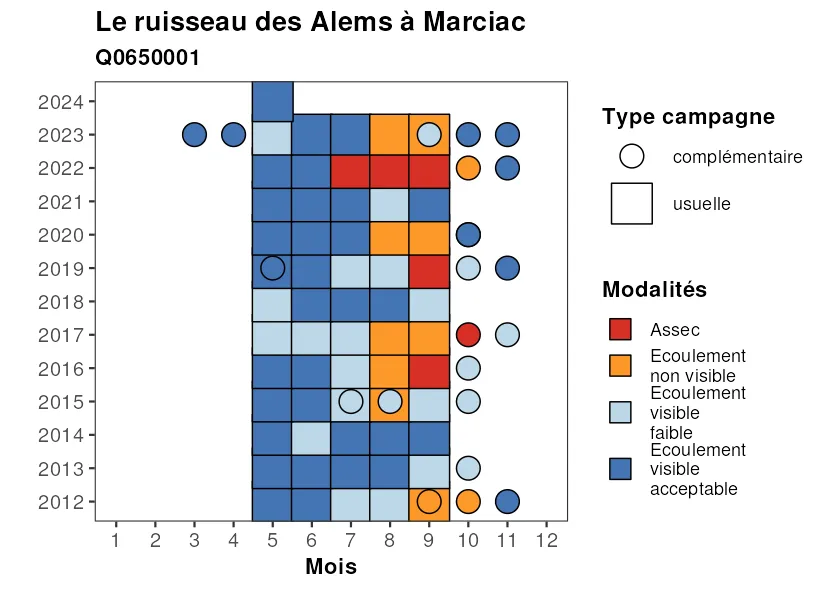 Le ruisseau des Alems à Marciac
Q0650001
2024
2023
2022
2021
2020
2019
2018
2017
2016
2015
2014
2013
2012
1 2 3 4 5 6 7 8 9 10 11 12
Mois
Type campagne
complémentaire
usuelle
Modalités
Assec
Ecoulement
non visible
Ecoulement
visible
faible
Ecoulement
visible
acceptable